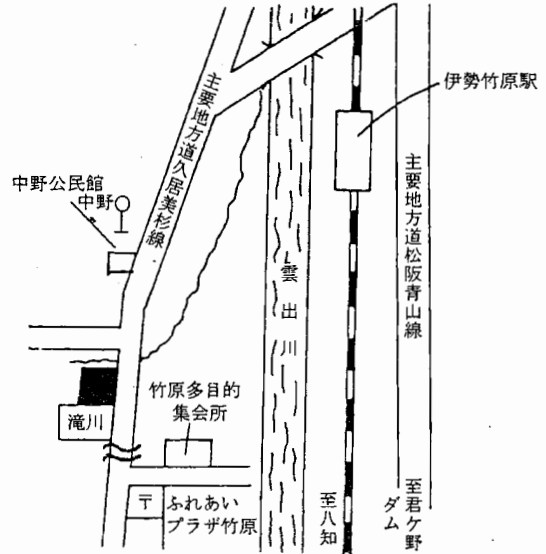 伊勢竹原駅
主要地方道久居美杉線
主要地方道松阪青山線
中野公民館
中野
雲出川
竹原多目的
集会所
滝川
〒
ふれあい
プラザ竹原
至八知
至君ケ野
ダム